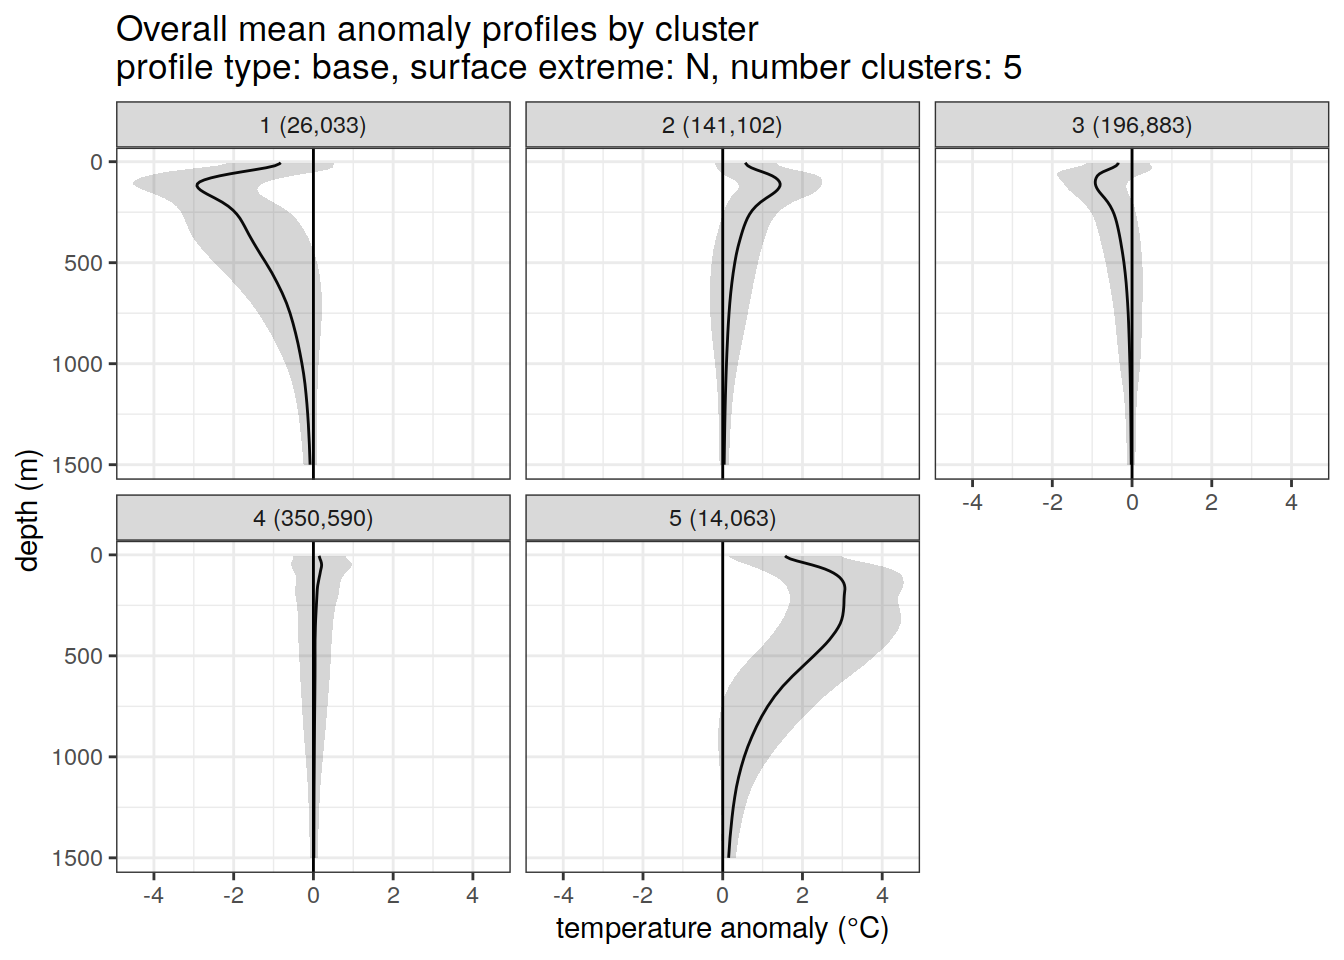 Overall mean anomaly profiles by cluster
profile type: base, surface extreme: N, number clusters: 5
1 (26,033)
2 (141,102)
3 (196,883)
0
500
1000
1500
-4 -2 0 2 4
4 (350,590)
5 (14,063)
0
500
1000
1500
-4 -2 0 2 4
-4 -2 0 2 4
depth (m)
temperature anomaly (°C)